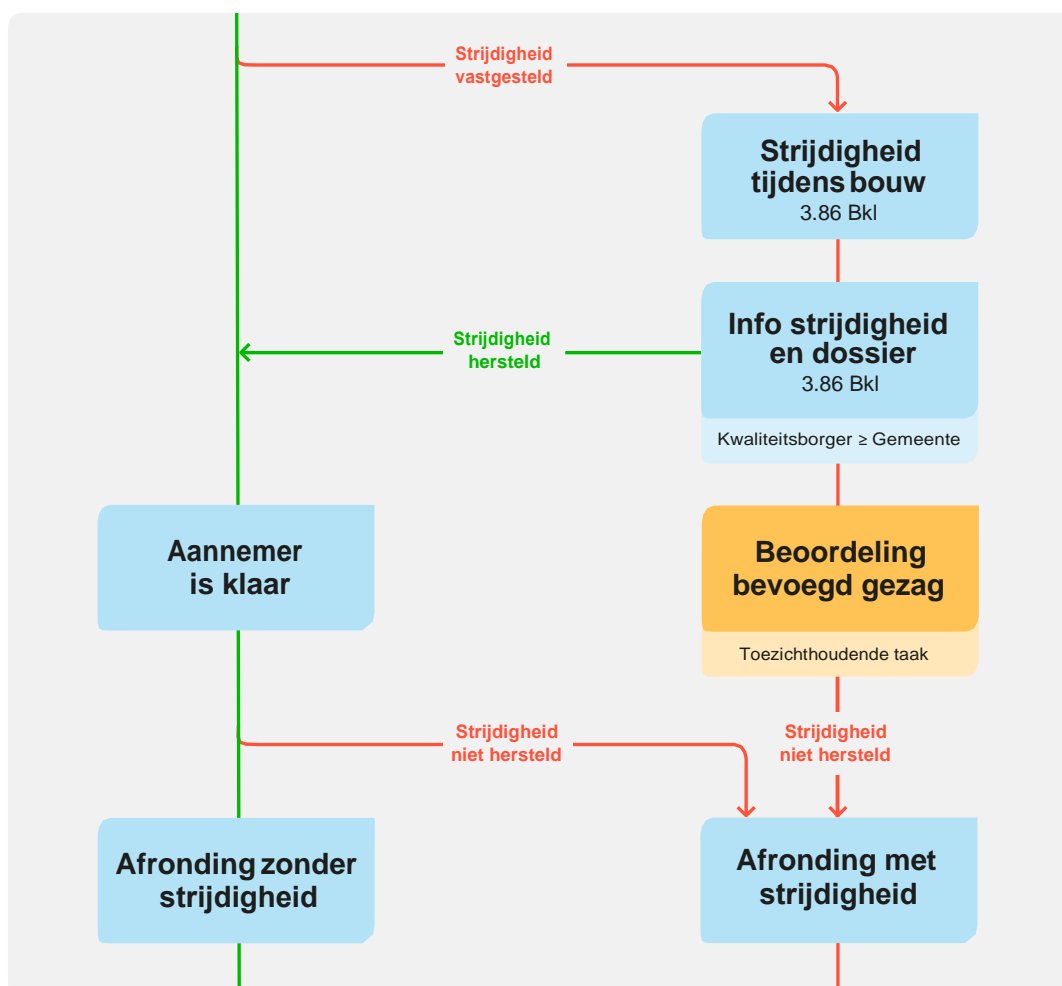 Strijdigheid
vastgesteld
Strijdigheid
tijdens bouw
3.86 Bkl
Info strijdigheid
en dossier
3.86 Bkl
Kwaliteitsborger ≥ Gemeente
Strijdigheid
hersteld
Aannemer
is klaar
Beoordeling
bevoegd gezag
Toezichthoudende taak
Strijdigheid
niet hersteld
Strijdigheid
niet hersteld
Afronding zonder
strijdigheid
Afronding met
strijdigheid